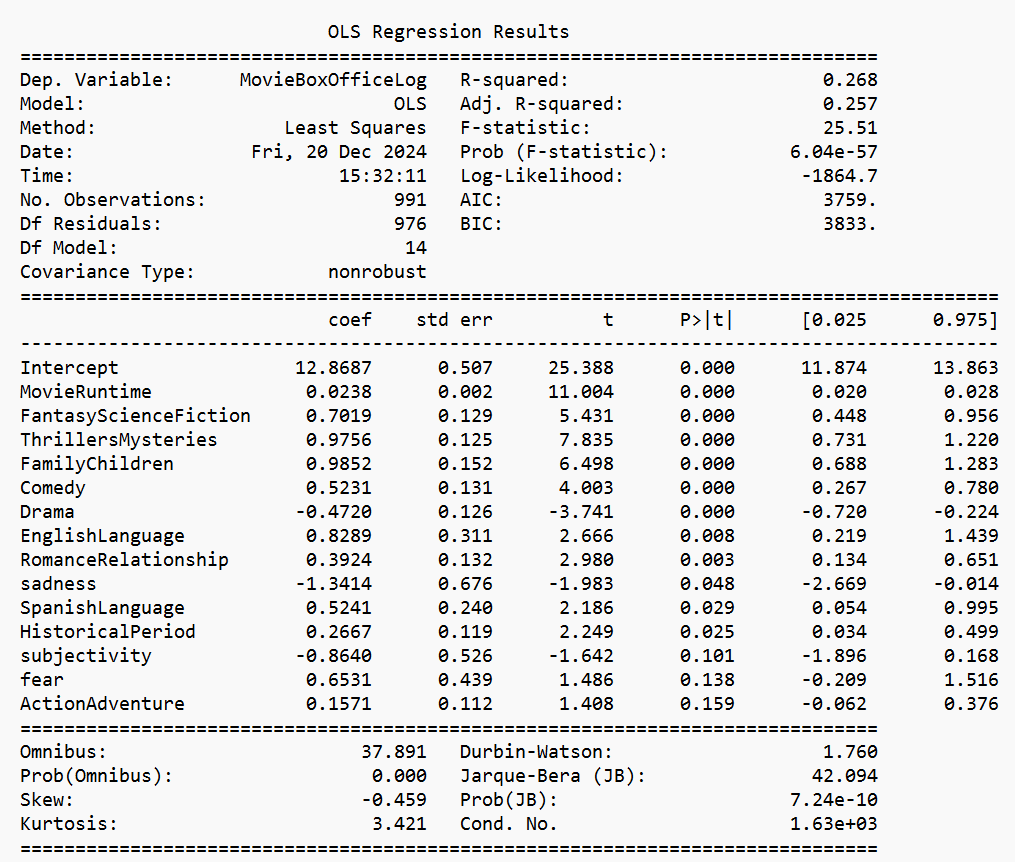 OLS Regression Results
==============================================================================
Dep. Variable: MovieBoxOfficeLog R-squared: 0.268
Model: OLS Adj. R-squared: 0.257
Method: Least Squares F-statistic: 25.51
Date: Fri, 20 Dec 2024 Prob (F-statistic): 6.04e-57
Time: 15:32:11 Log-Likelihood: -1864.7
No. Observations: 991 AIC: 3759.
Df Residuals: 976 BIC: 3833.
Df Model: 14
Covariance Type: nonrobust
=========================================================================================
coef std err t P>|t| [0.025 0.975]
-----------------------------------------------------------------------------------------
Intercept 12.8687 0.507 25.388 0.000 11.874 13.863
MovieRuntime 0.0238 0.002 11.004 0.000 0.020 0.028
FantasyScienceFiction 0.7019 0.129 5.431 0.000 0.448 0.956
ThrillersMysteries 0.9756 0.125 7.835 0.000 0.731 1.220
FamilyChildren 0.9852 0.152 6.498 0.000 0.688 1.283
Comedy 0.5231 0.131 4.003 0.000 0.267 0.780
Drama -0.4720 0.126 -3.741 0.000 -0.720 -0.224
EnglishLanguage 0.8289 0.311 2.666 0.008 0.219 1.439
RomanceRelationship 0.3924 0.132 2.980 0.003 0.134 0.651
sadness -1.3414 0.676 -1.983 0.048 -2.669 -0.014
SpanishLanguage 0.5241 0.240 2.186 0.029 0.054 0.995
HistoricalPeriod 0.2667 0.119 2.249 0.025 0.034 0.499
subjectivity -0.8640 0.526 -1.642 0.101 -1.896 0.168
fear 0.6531 0.439 1.486 0.138 -0.209 1.516
ActionAdventure 0.1571 0.112 1.408 0.159 -0.062 0.376
==============================================================================
Omnibus: 37.891 Durbin-Watson: 1.760
Prob(Omnibus): 0.000 Jarque-Bera (JB): 42.094
Skew: -0.459 Prob(JB): 7.24e-10
Kurtosis: 3.421 Cond. No. 1.63e+03
==============================================================================